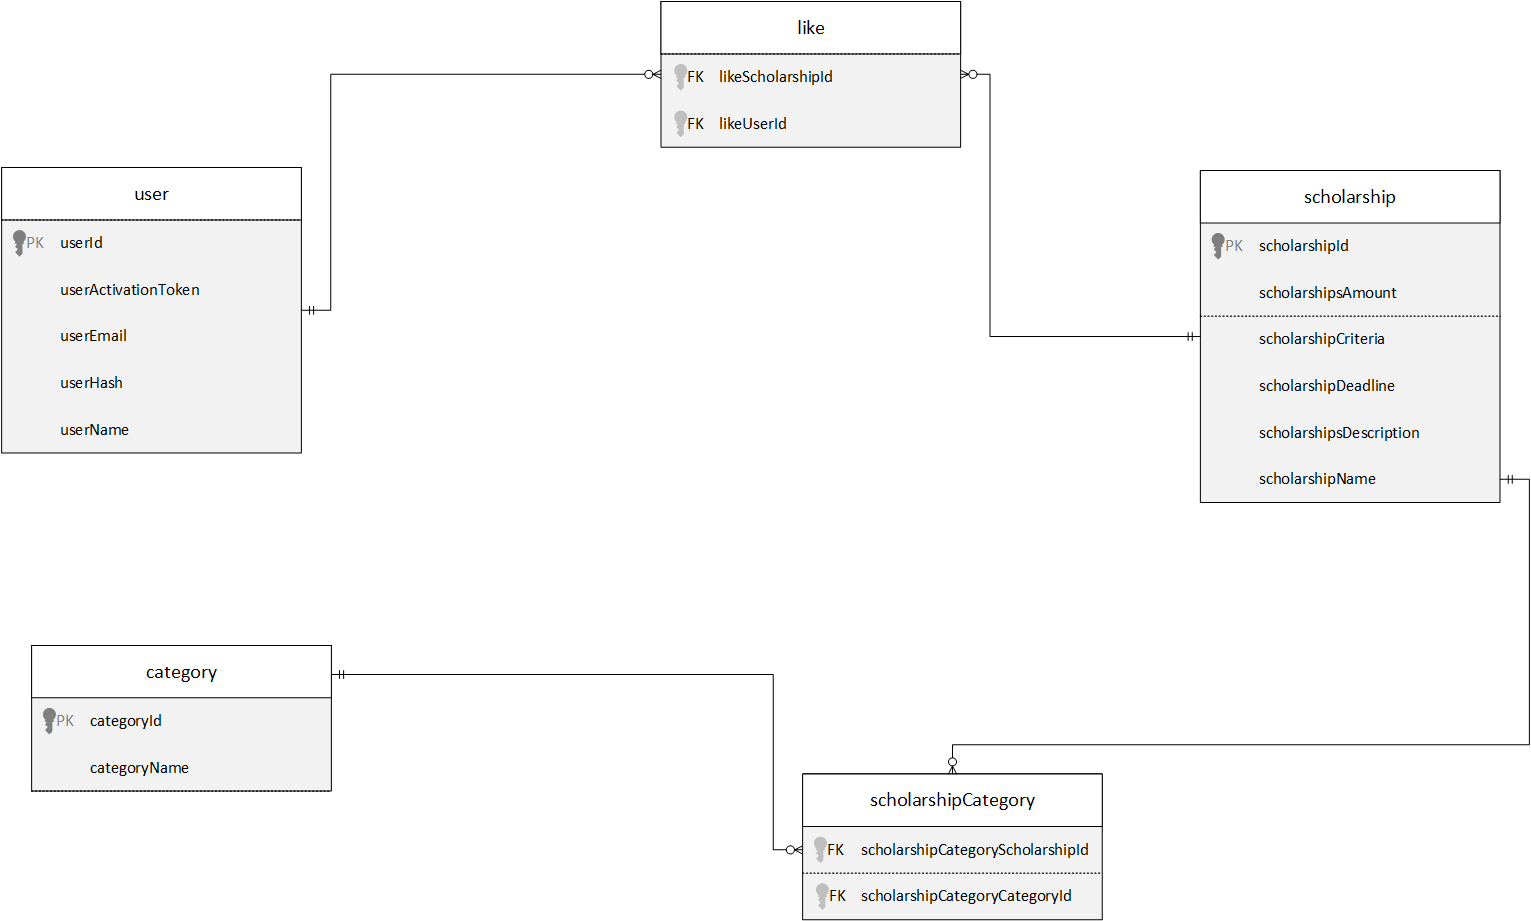 like
FK likeScholarshipId
FK likeUserId
user
PK userId
userActivationToken
userEmail
userHash
userName
scholarship
PK scholarshipId
scholarshipsAmount
scholarshipCriteria
scholarshipDeadline
scholarshipsDescription
scholarshipName
category
PK categoryId
categoryName
scholarshipCategory
FK scholarshipCategoryScholarshipId
FK scholarshipCategoryCategoryId